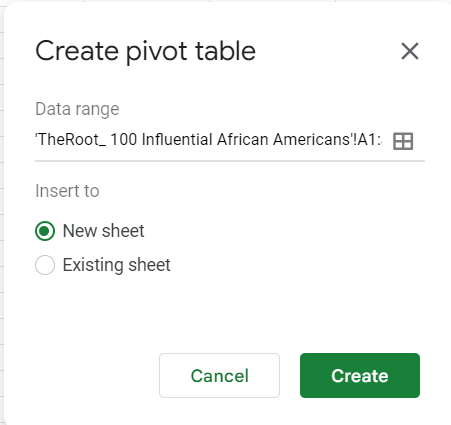 Create pivot table
Data range
'TheRoot_ 100 Influential African Americans'!A1:
Insert to
New sheet
Existing sheet
Cancel
Create